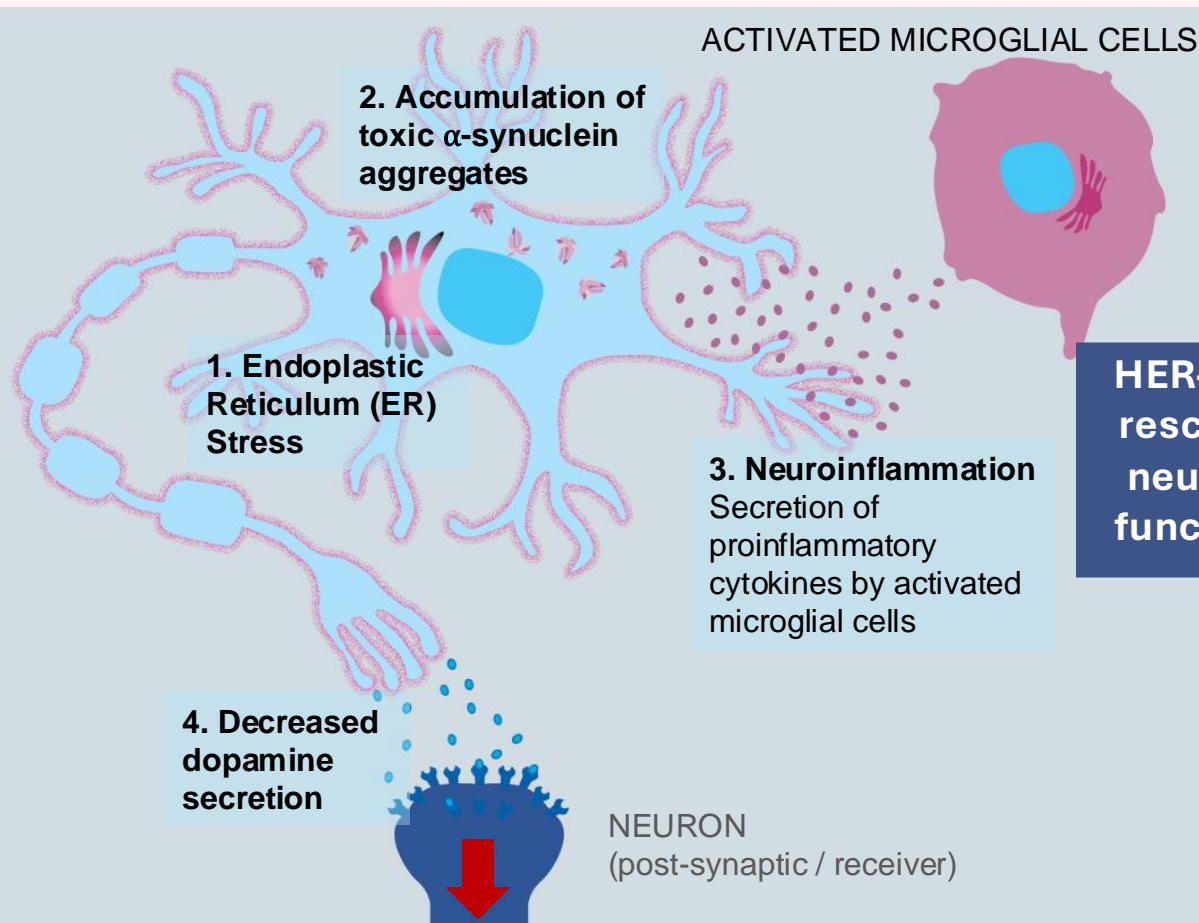 ACTIVATED MICROGLIAL CELLS
2. Accumulation of
toxic α-synuclein
aggregates
1. Endoplastic
Reticulum (ER)
Stress
HER-
3. Neuroinflammation
Secretion of
proinflammatory
cytokines by activated
microglial cells
4. Decreased
dopamine
secretion
NEURON
(post-synaptic / receiver)